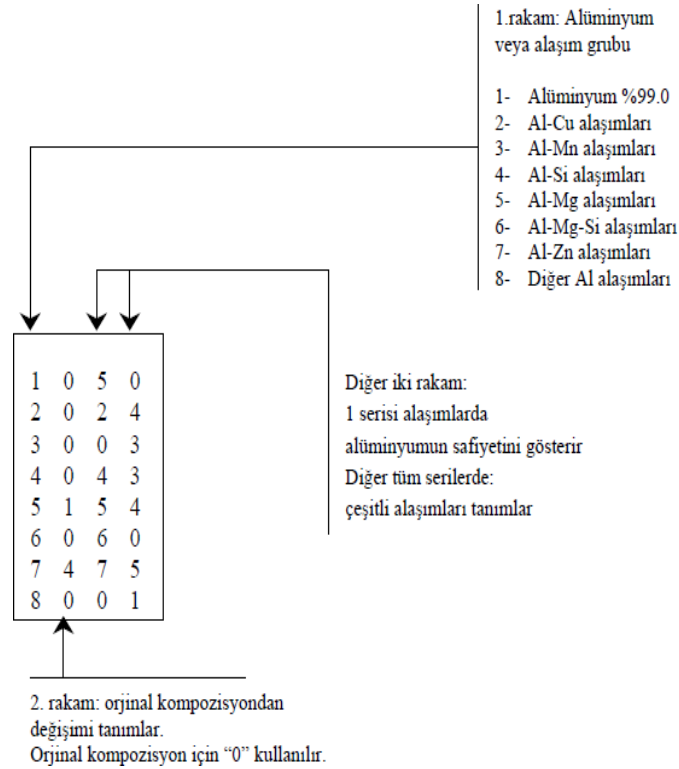 1.rakam: Alüminyum
veya alaşım grubu
1- Alüminyum %99.0
2- Al-Cu alaşımları
3- Al-Mn alaşımları
4- Al-Si alaşımları
5- Al-Mg alaşımları
6- Al-Mg-Si alaşımları
7- Al-Zn alaşımları
8- Diğer Al alaşımları
1 0 5 0
2 0 2 4
3 0 0 3
4 0 4 3
5 1 5 4
6 0 6 0
7 4 7 5
8 0 0 1
Diğer iki rakam:
1 serisi alaşımlarda
alüminyumun safiyetini gösterir
Diğer tüm serilerde:
çeşitli alaşımları tanımlar
2. rakam: orjinal kompozisyondan
değişimi tanımlar.
Orjinal kompozisyon için “0” kullanılır.